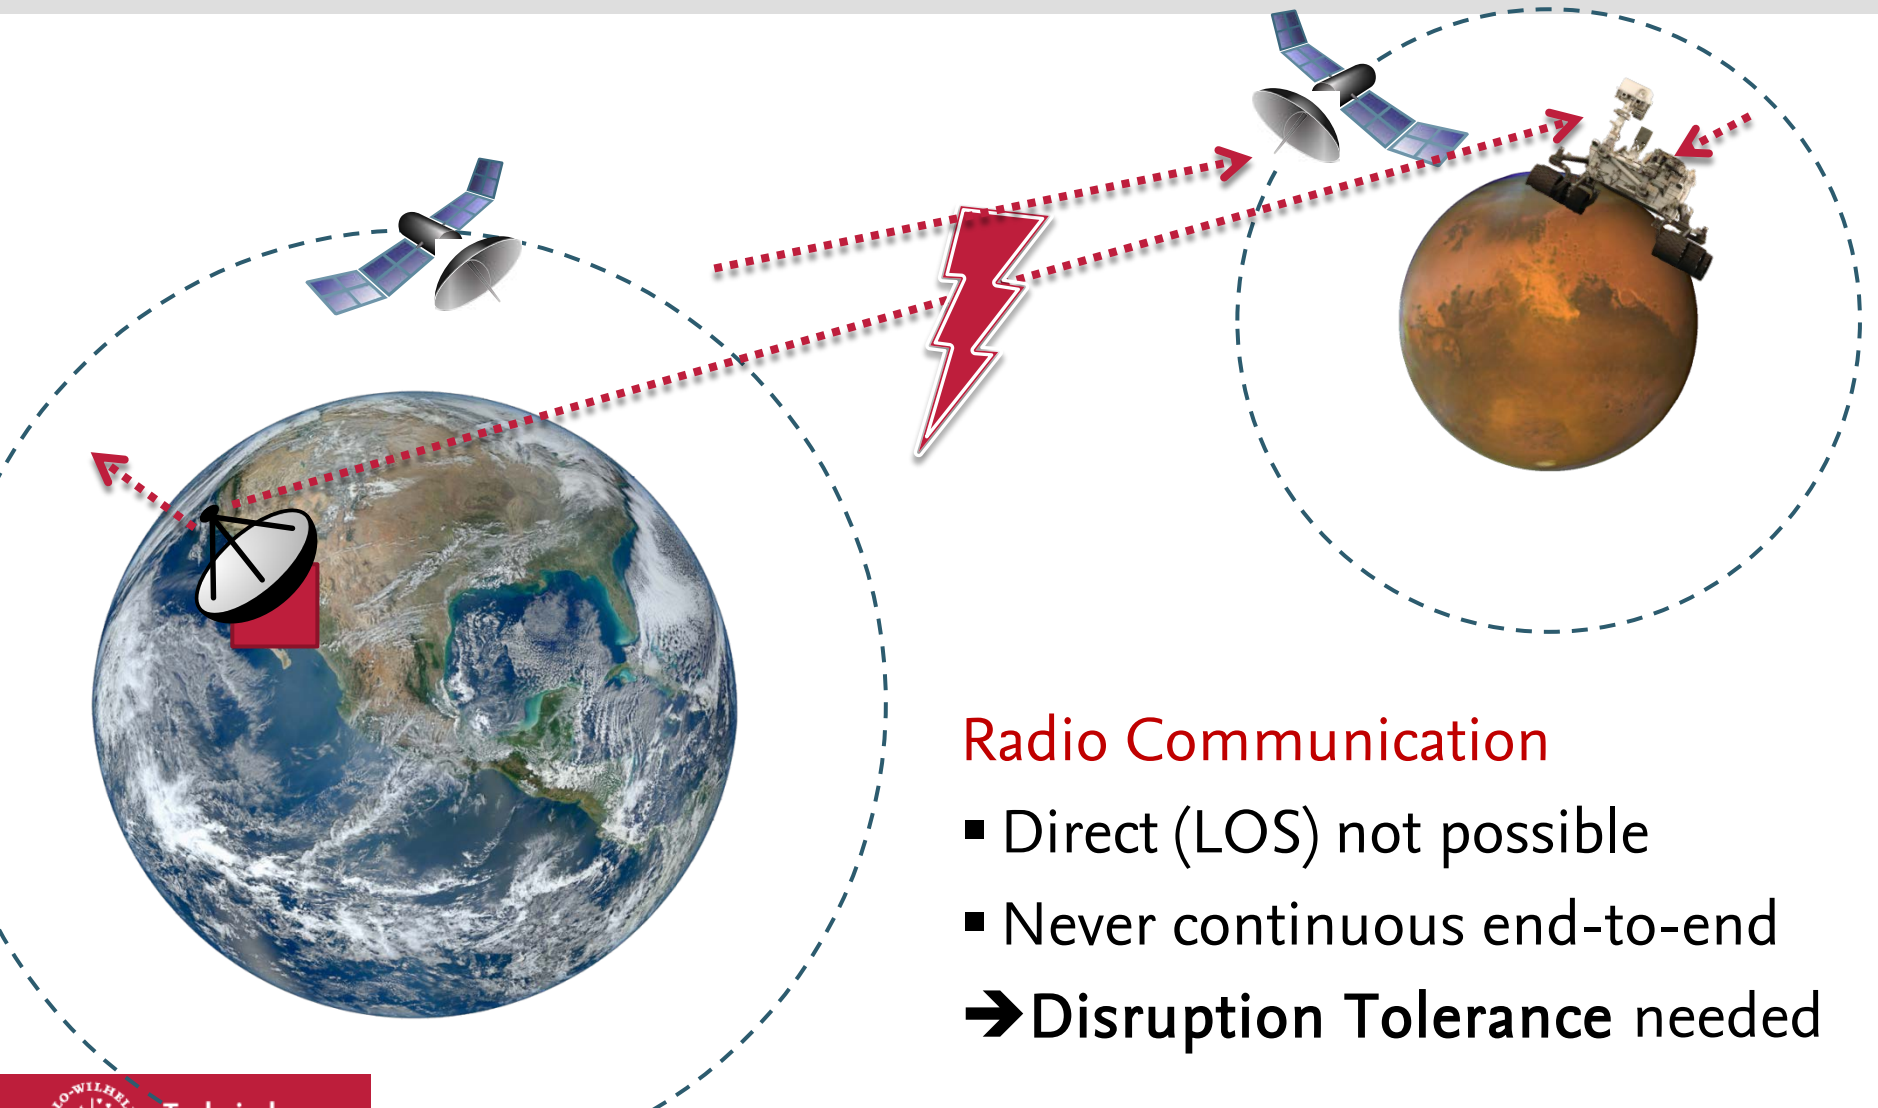 Radio Communication
▪ Direct (LOS) not possible
▪ Never continuous end-to-end
➔Disruption Tolerance needed